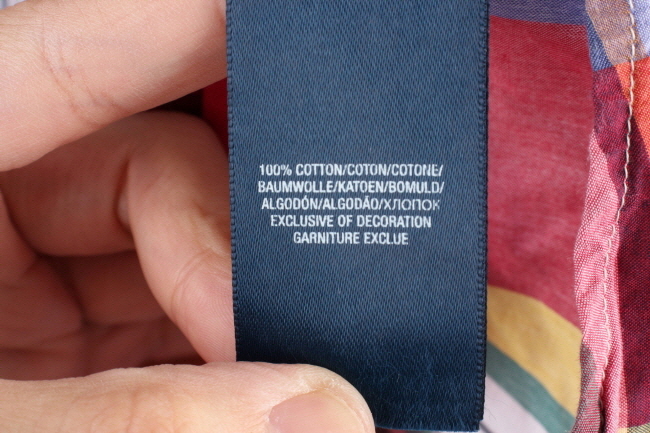 100% COTTON/COTON/COTONE/
BAUMWOLLE/KATOEN/BOMULD/
ALGODÓN/ALGODÃO/ХЛОПОК
EXCLUSIVE OF DECORATION
GARNITURE EXCLUE